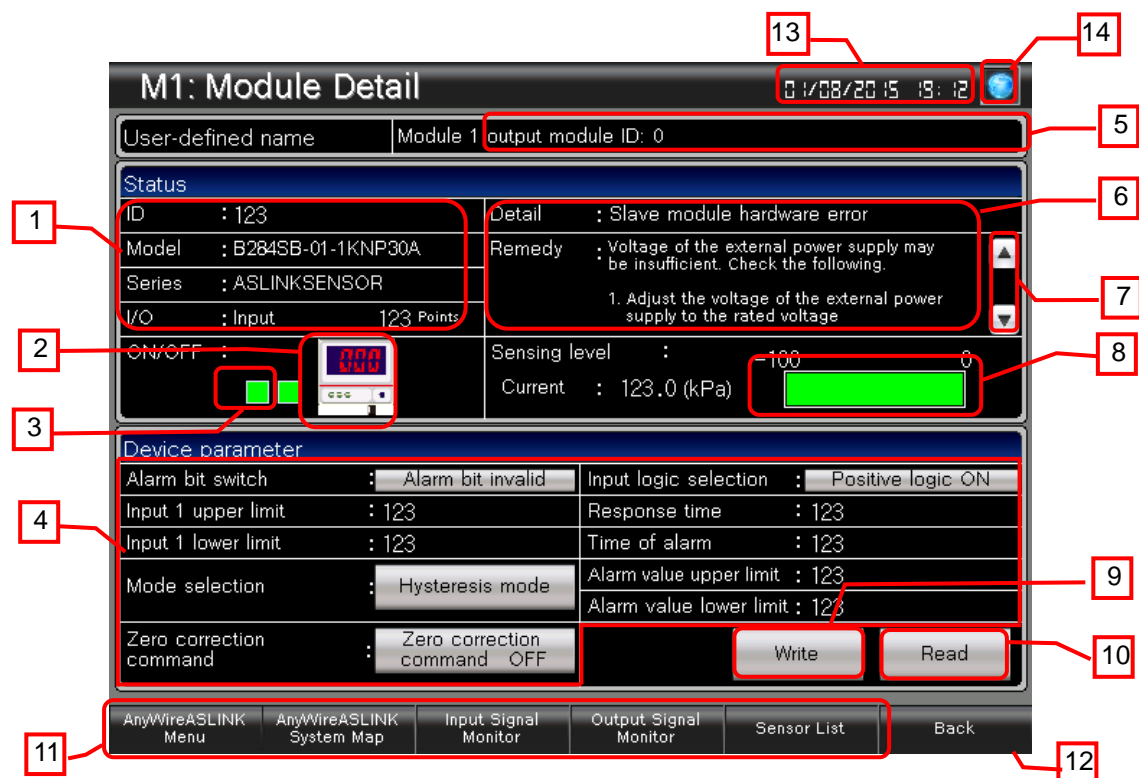 13
14
M1: Module Detail
01/08/2015 19:12
User-defined name
Module 1 output module ID: 0
5
Status
ID : 123
Detail : Slave module hardware error
6
1
Model : B284SB-01-1KNP30A
Remedy : Voltage of the external power supply may
be insufficient. Check the following.
Series : ASLINKSENSOR
1. Adjust the voltage of the external power
supply to the rated voltage
7
I/O : Input 123 Points
2
ON/OFF :
000
Sensing level :
-100 0
8
Current : 123.0 (kPa)
3
Device parameter
Alarm bit switch : Alarm bit invalid
Input logic selection : Positive logic ON
4
Input 1 upper limit : 123
Response time : 123
Input 1 lower limit : 123
Time of alarm : 123
Mode selection : Hysteresis mode
Alarm value upper limit : 123
9
Alarm value lower limit : 123
Zero correction
command : Zero correction
command OFF
Write
Read
10
11
AnyWireASLINK
Menu
AnyWireASLINK
System Map
Input Signal
Monitor
Output Signal
Monitor
Sensor List
Back
12